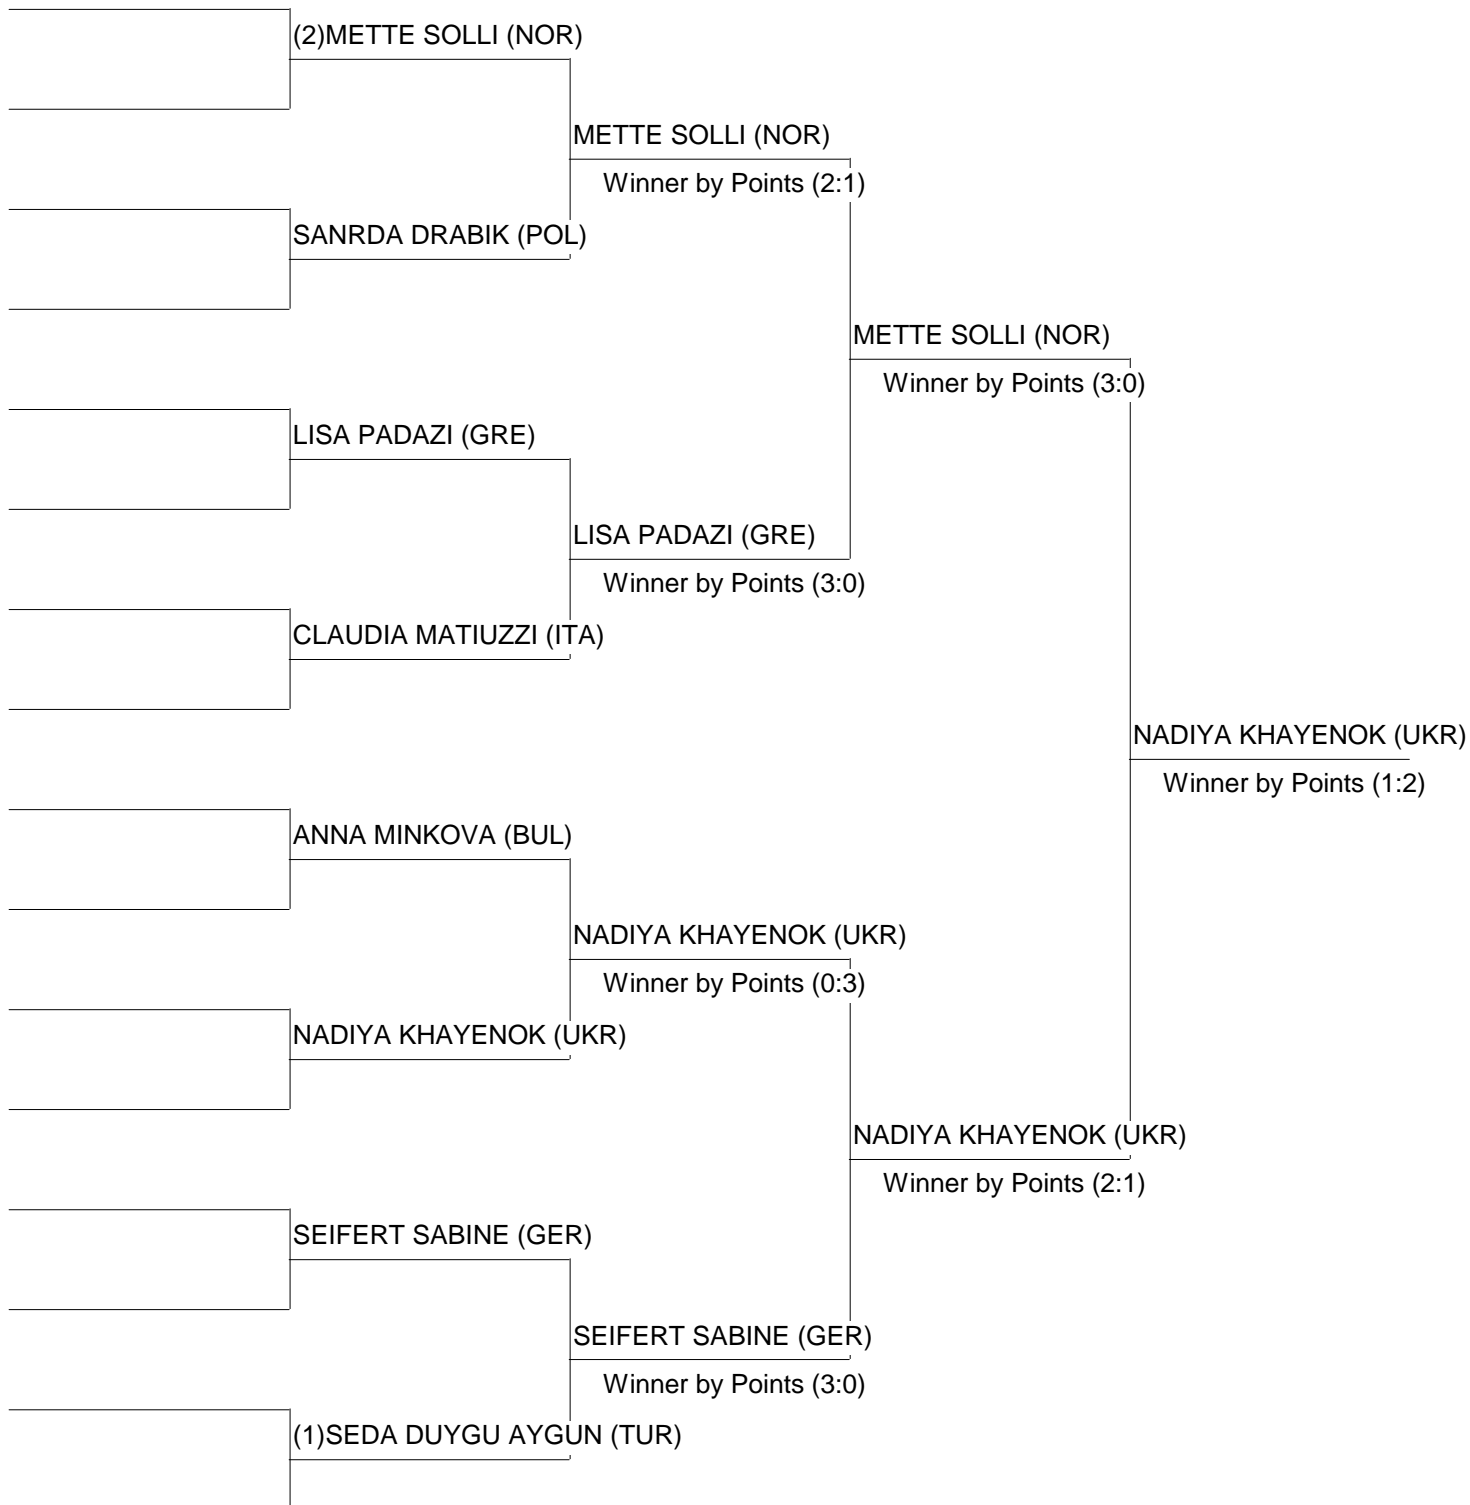 (2)METTE SOLLI (NOR)
METTE SOLLI (NOR)
Winner by Points (2:1)
SANRDA DRABIK (POL)
METTE SOLLI (NOR)
Winner by Points (3:0)
LISA PADAZI (GRE)
LISA PADAZI (GRE)
Winner by Points (3:0)
CLAUDIA MATIUZZI (ITA)
NADIYA KHAYENOK (UKR)
Winner by Points (1:2)
ANNA MINKOVA (BUL)
NADIYA KHAYENOK (UKR)
Winner by Points (0:3)
NADIYA KHAYENOK (UKR)
NADIYA KHAYENOK (UKR)
Winner by Points (2:1)
SEIFERT SABINE (GER)
SEIFERT SABINE (GER)
Winner by Points (3:0)
(1)SEDA DUYGU AYGUN (TUR)